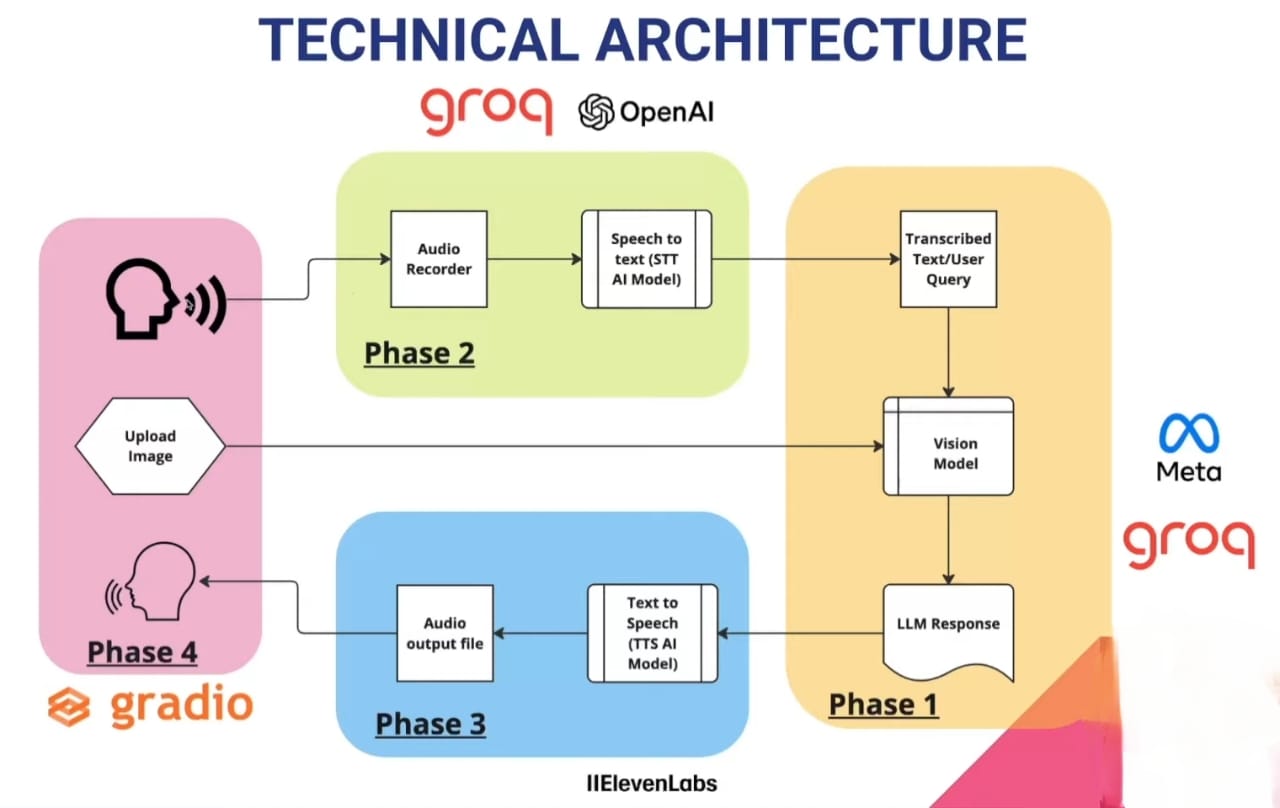 TECHNICAL ARCHITECTURE
groq OpenAI
Audio
Recorder
Speech to
text (STT
AI Model)
Phase 2
Transcribed
Text/User
Query
Upload
Image
Vision
Model
Meta
groq
Phase 4
gradio
Audio
output file
Text to
Speech
(TTS AI
Model)
Phase 3
LLM Response
Phase 1
IIElevenLabs